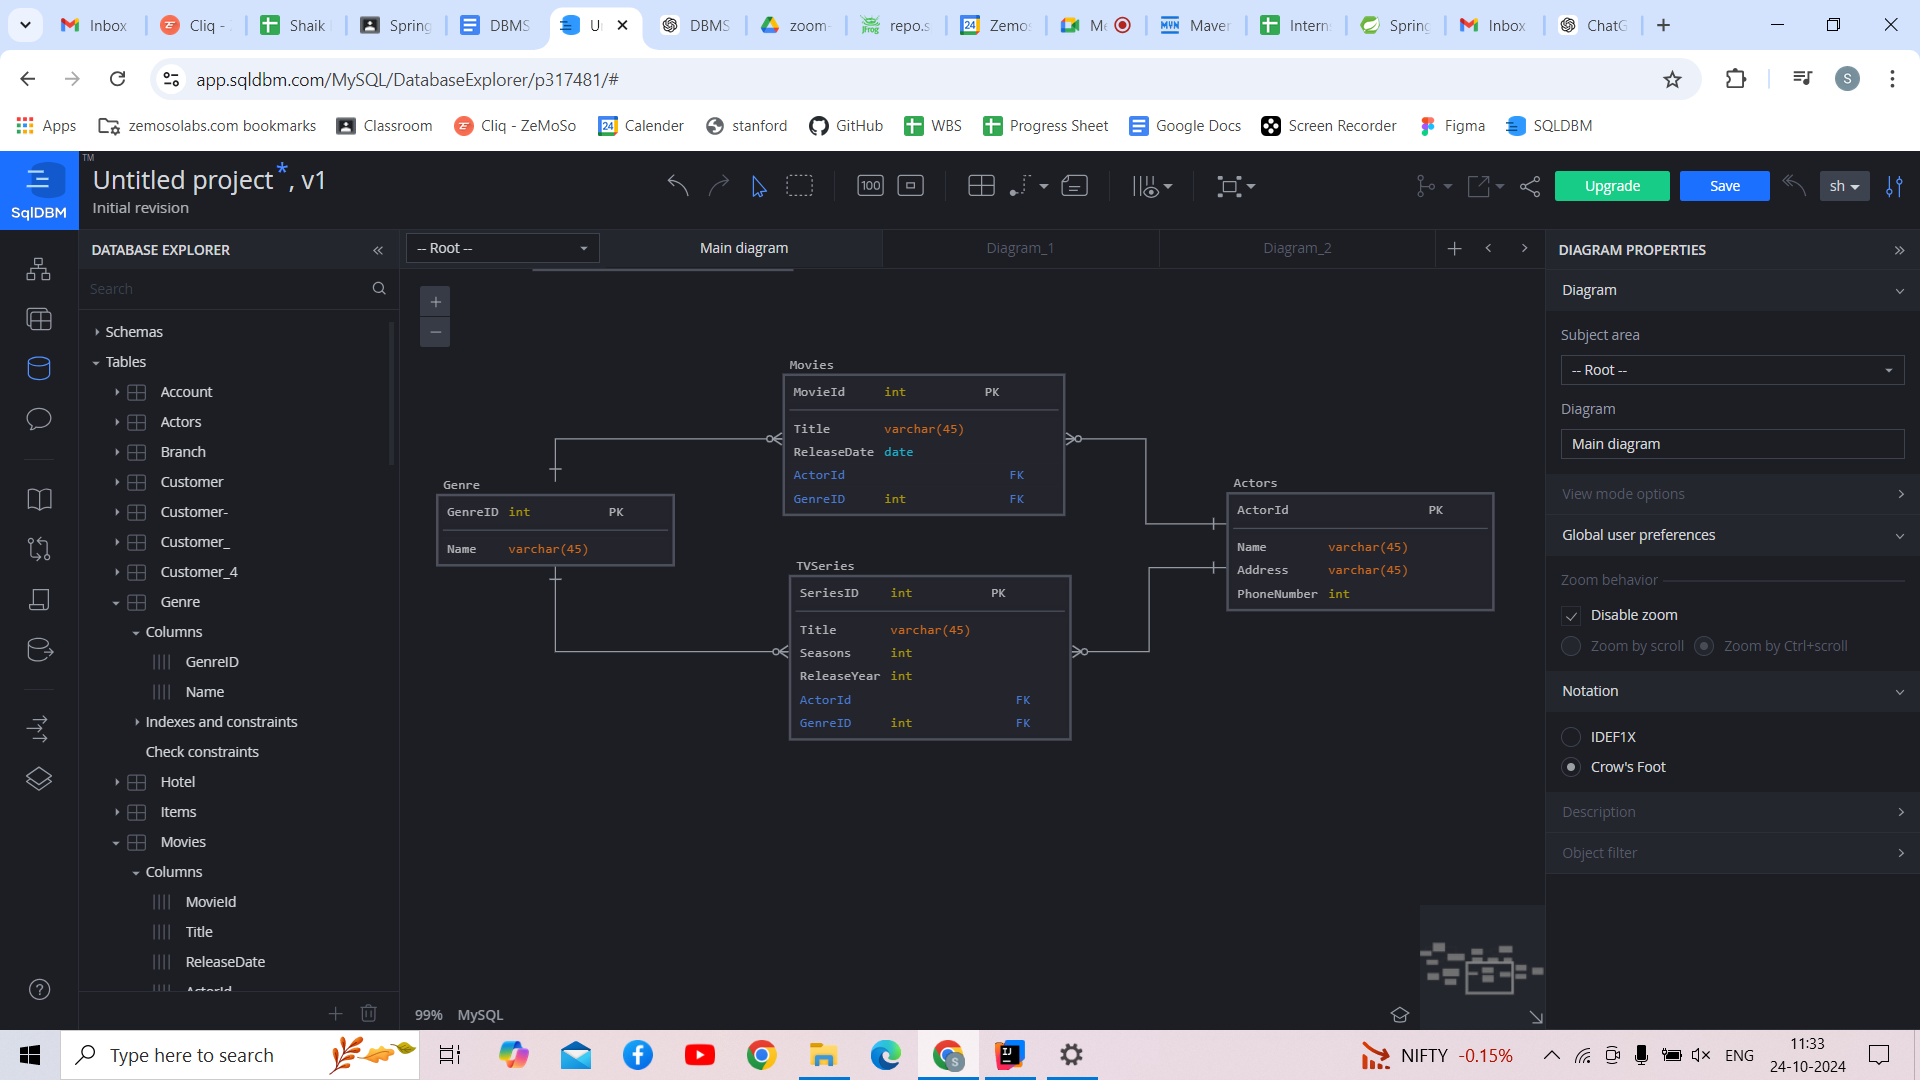 Inbox
Cliq -
Shaik
Spring
DBMS
U
DBMS
zoom-
repo.s
Zemos
Me
Maven
Intern
Spring
Inbox
ChatG
app.sqldbm.com/MySQL/DatabaseExplorer/p317481/#
S
Apps
zemosolabs.com bookmarks
Classroom
Cliq - ZeMoSo
Calender
stanford
GitHub
WBS
Progress Sheet
Google Docs
Screen Recorder
Figma
SQLDBM
SqlDBM
TM
Untitled project*, v1
Initial revision
100
Upgrade
Save
sh
DATABASE EXPLORER
Search
Schemas
Tables
Account
Actors
Branch
Customer
Customer-
Customer_
Customer_4
Genre
Columns
GenreID
Name
Indexes and constraints
Check constraints
Hotel
Items
Movies
Columns
MovieId
Title
ReleaseDate
ActorId
-- Root --
Main diagram
Diagram_1
Diagram_2
Movies
MovieId int PK
Title varchar(45)
ReleaseDate date
ActorId FK
GenreID int FK
Genre
GenreID int PK
Name varchar(45)
TVSeries
SeriesID int PK
Title varchar(45)
Seasons int
ReleaseYear int
ActorId FK
GenreID int FK
Actors
ActorId PK
Name varchar(45)
Address varchar(45)
PhoneNumber int
99% MySQL
DIAGRAM PROPERTIES
Diagram
Subject area
-- Root --
Diagram
Main diagram
View mode options
Global user preferences
Zoom behavior
Disable zoom
Zoom by scroll
Zoom by Ctrl+scroll
Notation
IDEF1X
Crow's Foot
Description
Object filter
Type here to search
NIFTY -0.15%
ENG
11:33
24-10-2024